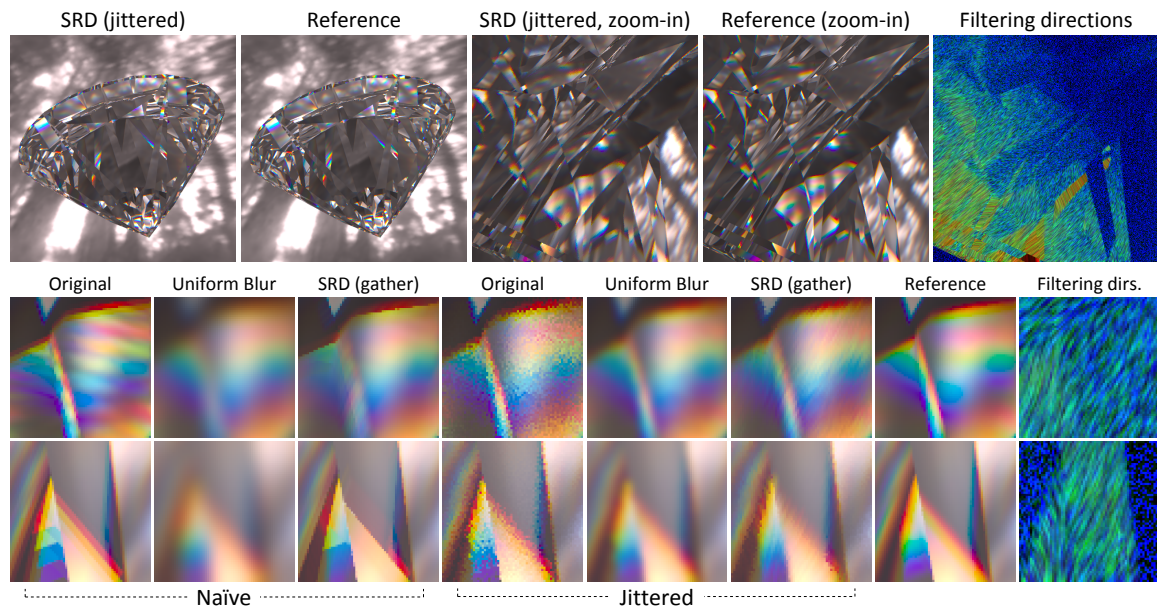 SRD (jittered)
Reference
SRD (jittered, zoom-in)
Reference (zoom-in)
Filtering directions
Original
Uniform Blur
SRD (gather)
Original
Uniform Blur
SRD (gather)
Reference
Filtering dirs.
Naïve
Jittered